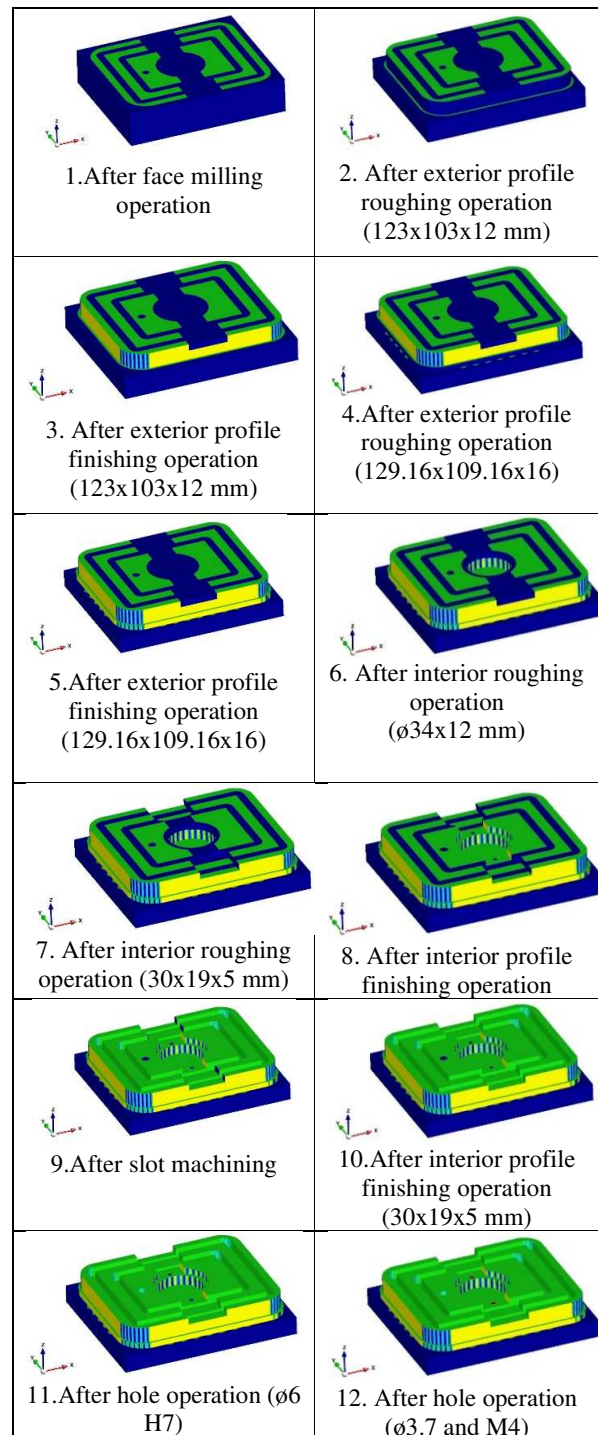 1.After face milling
operation
2. After exterior profile
roughing operation
(123x103x12 mm)
3. After exterior profile
finishing operation
(123x103x12 mm)
4.After exterior profile
roughing operation
(129.16x109.16x16)
5.After exterior profile
finishing operation
(129.16x109.16x16)
6. After interior roughing
operation
(ø34x12 mm)
7. After interior roughing
operation (30x19x5 mm)
8. After interior profile
finishing operation
9.After slot machining
10.After interior profile
finishing operation
(30x19x5 mm)
11.After hole operation (ø6
H7)
12. After hole operation
(ø3.7 and M4)